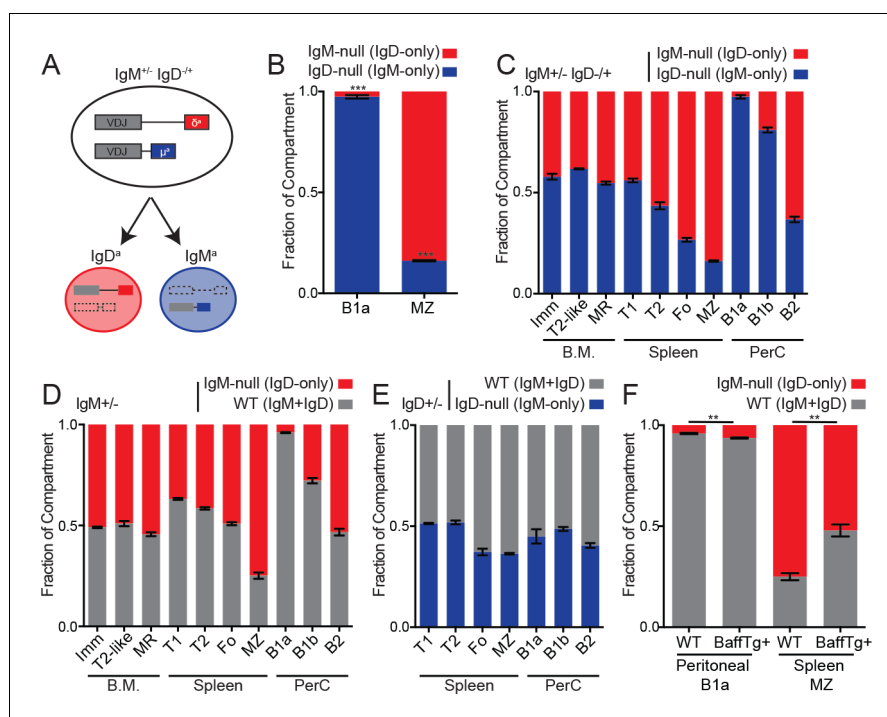 A
IgM+/- IgD-/+
VDJ
δa
VDJ
μa
IgDa
IgMa
B
IgM-null (IgD-only)
IgD-null (IgM-only)
Fraction of Compartment
1.0
0.5
0.0
***
***
B1a
MZ
C
IgM+/- IgD-/+
IgM-null (IgD-only)
IgD-null (IgM-only)
Fraction of Compartment
1.0
0.5
0.0
Imm
T2-like
MR
T1
T2
Fo
MZ
B1a
B1b
B2
B.M.
Spleen
PerC
D
IgM+/-
IgM-null (IgD-only)
WT (IgM+IgD)
Fraction of Compartment
1.0
0.5
0.0
Imm
T2-like
MR
T1
T2
Fo
MZ
B1a
B1b
B2
B.M.
Spleen
PerC
E
IgD+/-
WT (IgM+IgD)
IgD-null (IgM-only)
Fraction of Compartment
1.0
0.5
0.0
T1
T2
Fo
MZ
B1a
B1b
B2
Spleen
PerC
F
IgM-null (IgD-only)
WT (IgM+IgD)
Fraction of Compartment
1.0
0.5
0.0
**
**
WT
BaffTg+
WT
BaffTg+
Peritoneal
B1a
Spleen
MZ